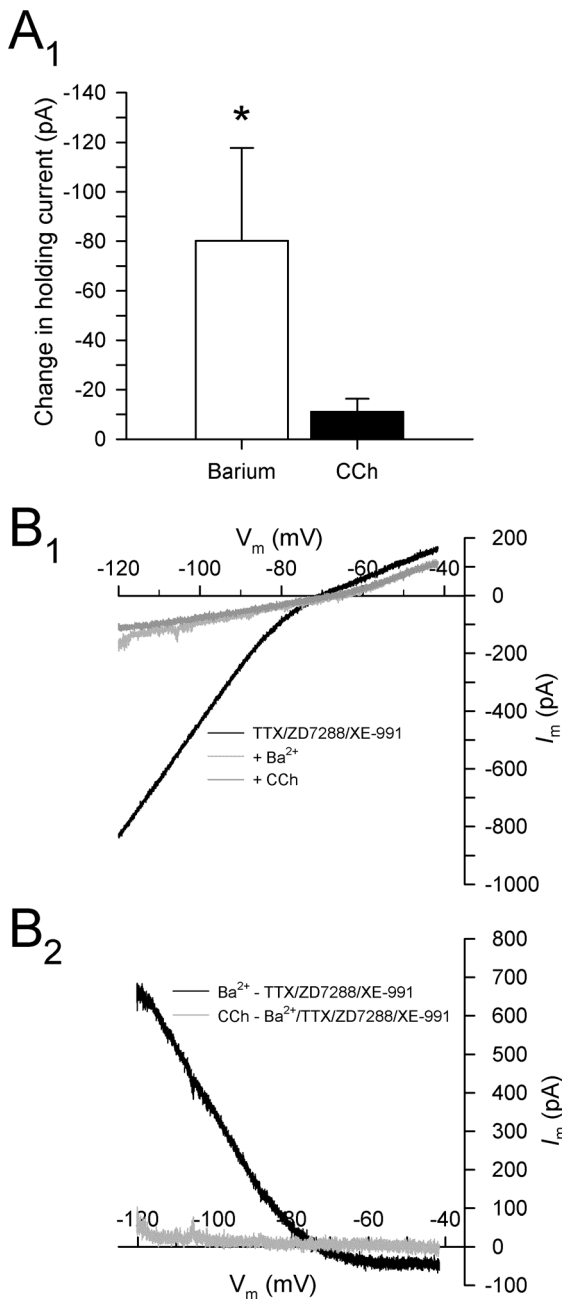 A1
Change in holding current (pA)
-140
-120
-100
-80
-60
-40
-20
0
*
Barium
CCh
B1
Vm (mV)
-120
-100
-80
-60
-40
200
0
-200
-400
-600
-800
-1000
Im (pA)
TTX/ZD7288/XE-991
+ Ba2+
+ CCh
B2
800
700
600
500
400
300
200
100
0
-100
Im (pA)
Ba2+ - TTX/ZD7288/XE-991
CCh - Ba2+/TTX/ZD7288/XE-991
-120
-100
-80
-60
-40
Vm (mV)